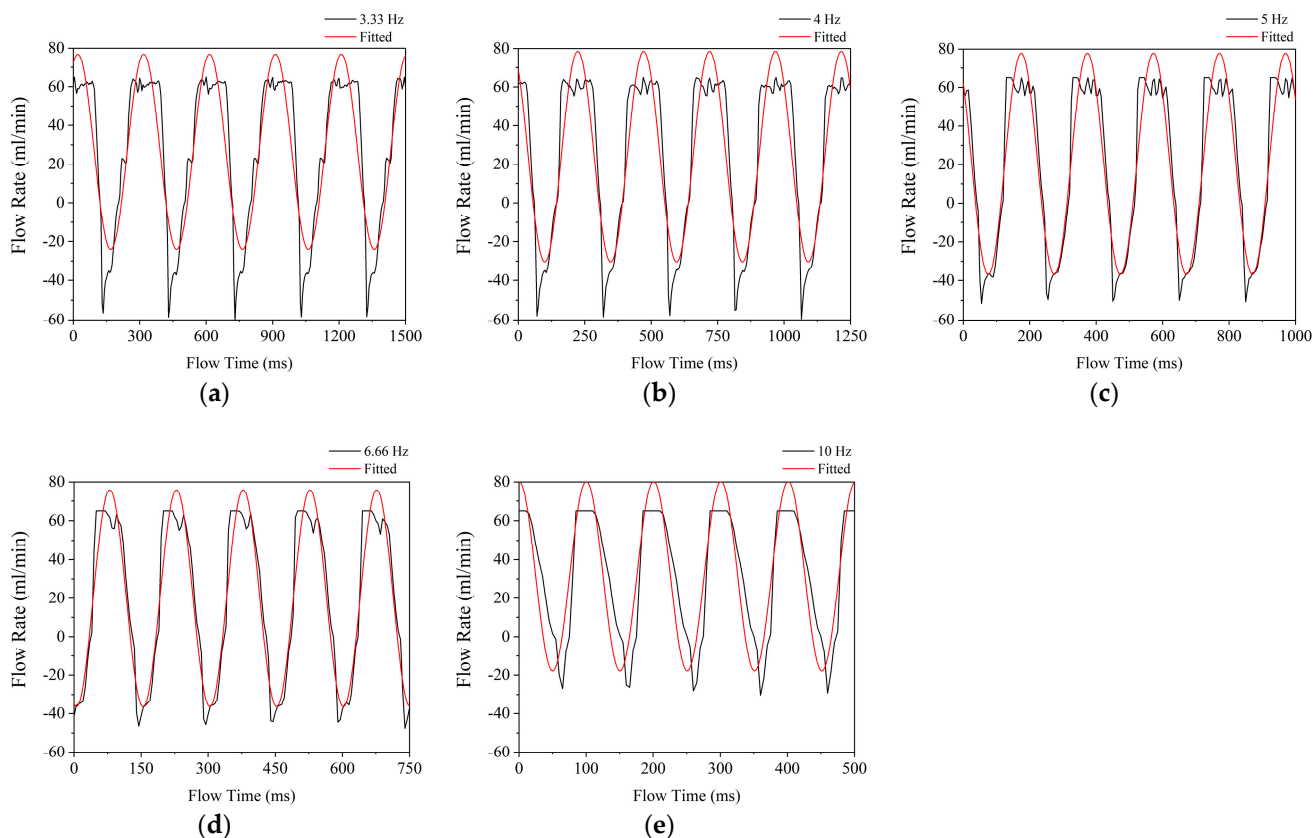 3.33 Hz
Fitted
80
60
40
20
0
-20
-40
-60
0 300 600 900 1200 1500
Flow Rate (ml/min)
Flow Time (ms)
(a)
4 Hz
Fitted
80
60
40
20
0
-20
-40
-60
0 250 500 750 1000 1250
Flow Rate (ml/min)
Flow Time (ms)
(b)
5 Hz
Fitted
80
60
40
20
0
-20
-40
-60
0 200 400 600 800 1000
Flow Rate (ml/min)
Flow Time (ms)
(c)
6.66 Hz
Fitted
80
60
40
20
0
-20
-40
-60
0 150 300 450 600 750
Flow Rate (ml/min)
Flow Time (ms)
(d)
10 Hz
Fitted
80
60
40
20
0
-20
-40
-60
0 100 200 300 400 500
Flow Rate (ml/min)
Flow Time (ms)
(e)